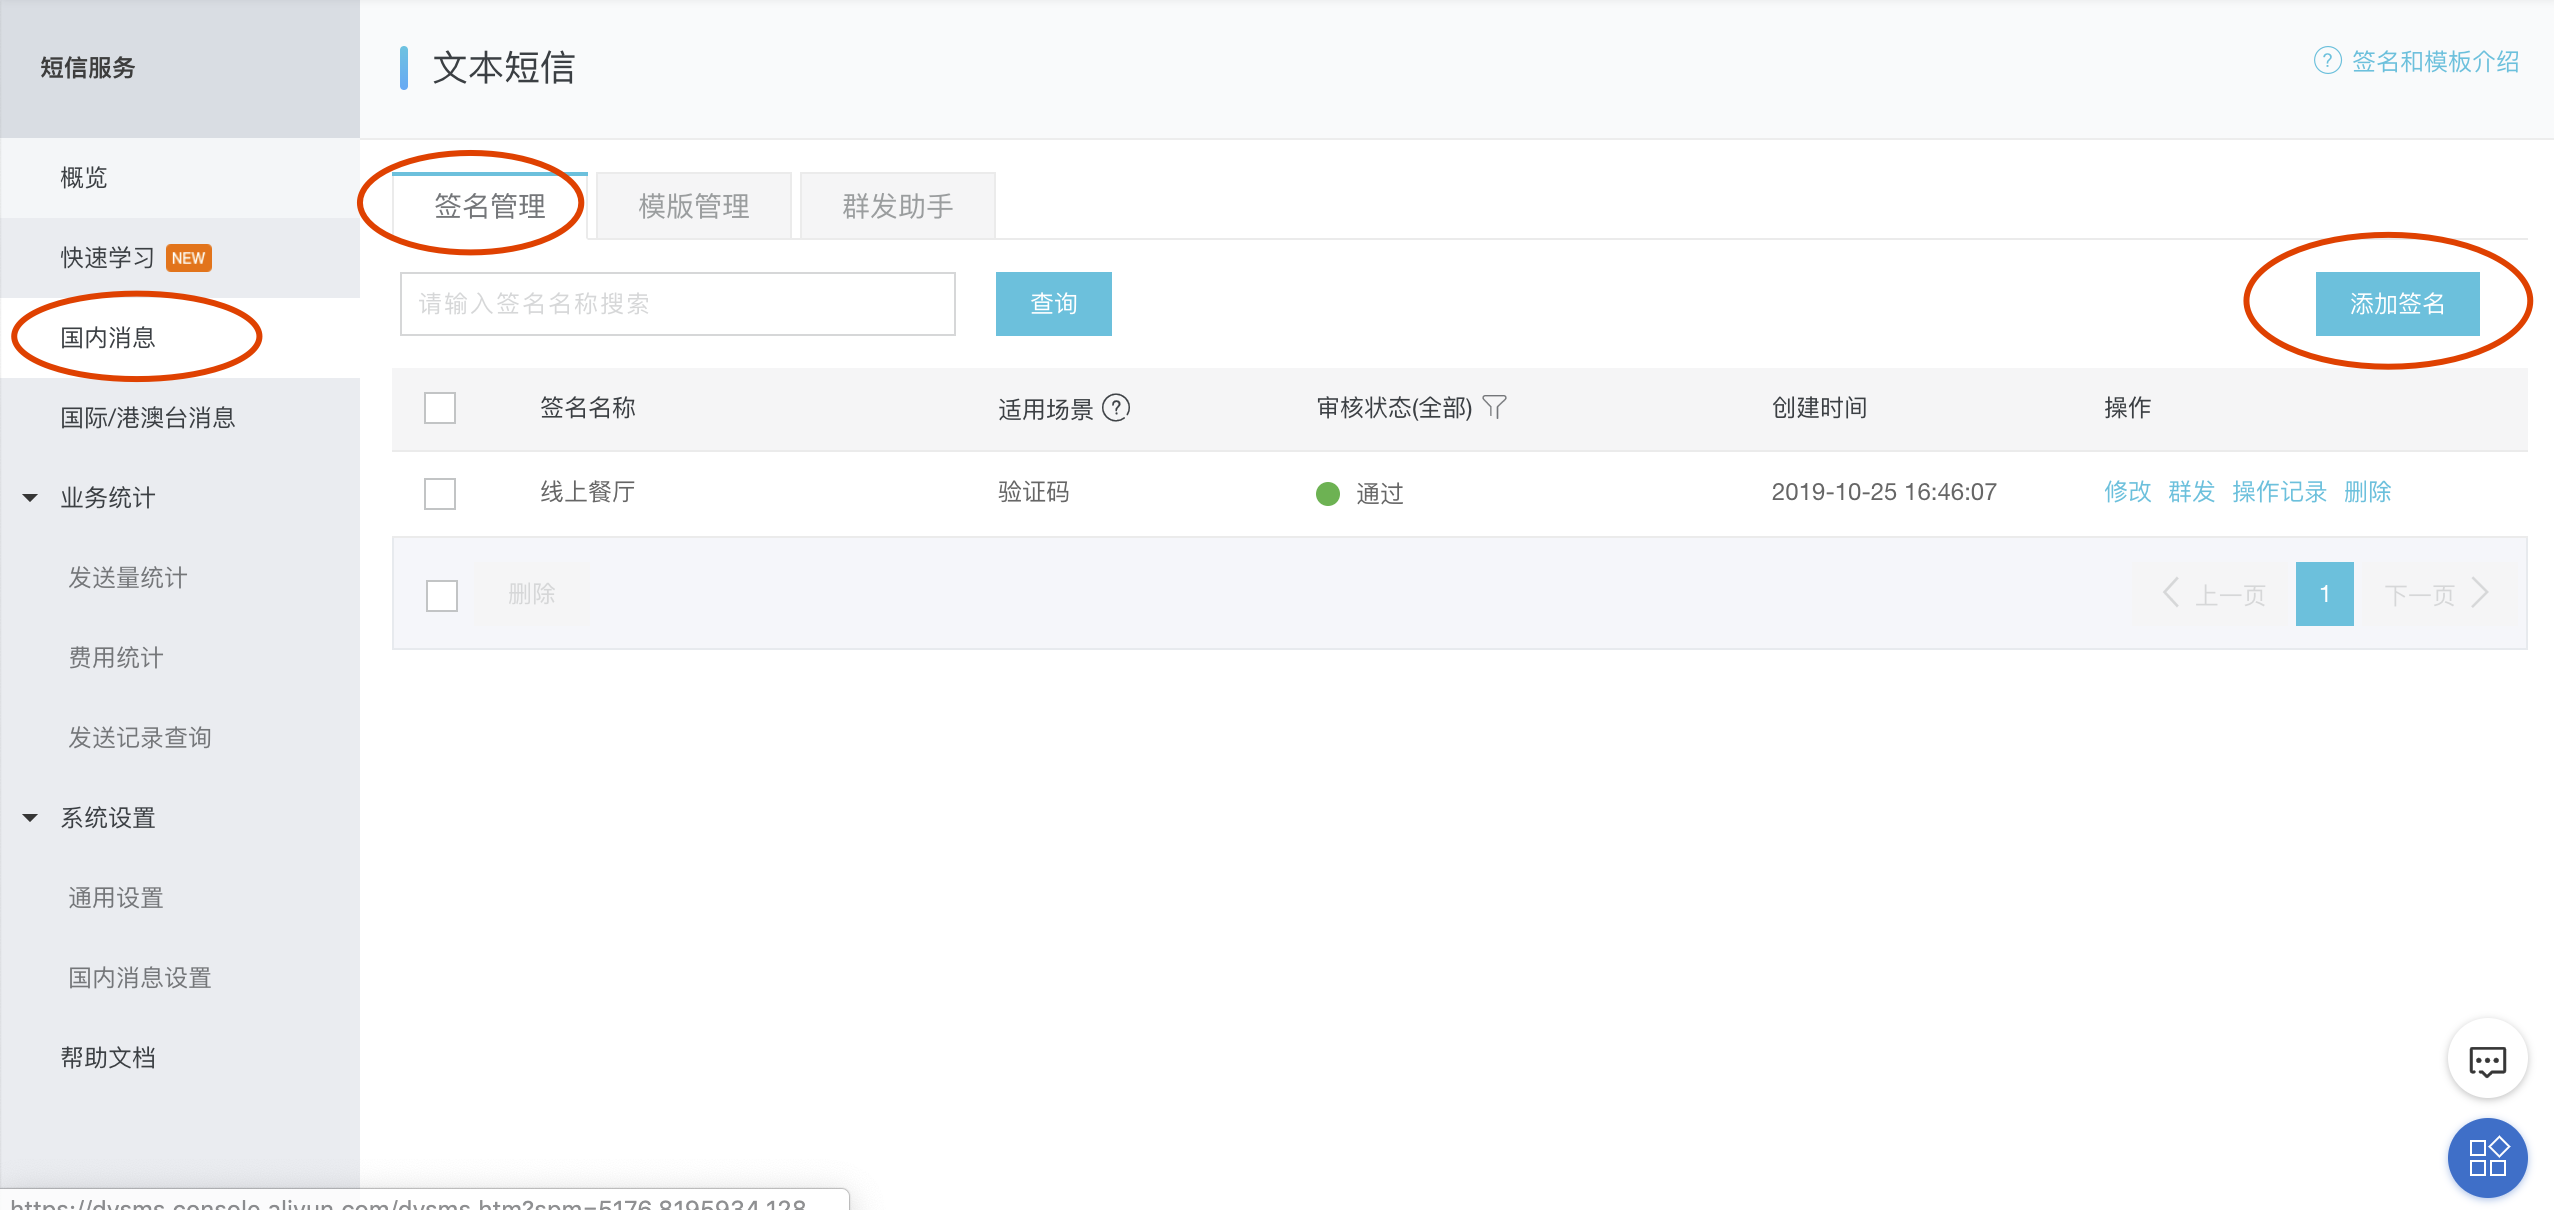 短信服务
概览
快速学习 NEW
国内消息
国际/港澳台消息
业务统计
发送量统计
费用统计
发送记录查询
系统设置
通用设置
国内消息设置
帮助文档
文本短信
? 签名和模板介绍
签名管理 模版管理 群发助手
请输入签名名称搜索 查询 添加签名
签名名称 适用场景 ? 审核状态(全部) 创建时间 操作
线上餐厅 验证码 通过 2019-10-25 16:46:07 修改 群发 操作记录 删除
删除 上一页 1 下一页
https://dysms.console.aliyun.com/dysms.htm?spm=5176.8195934.128